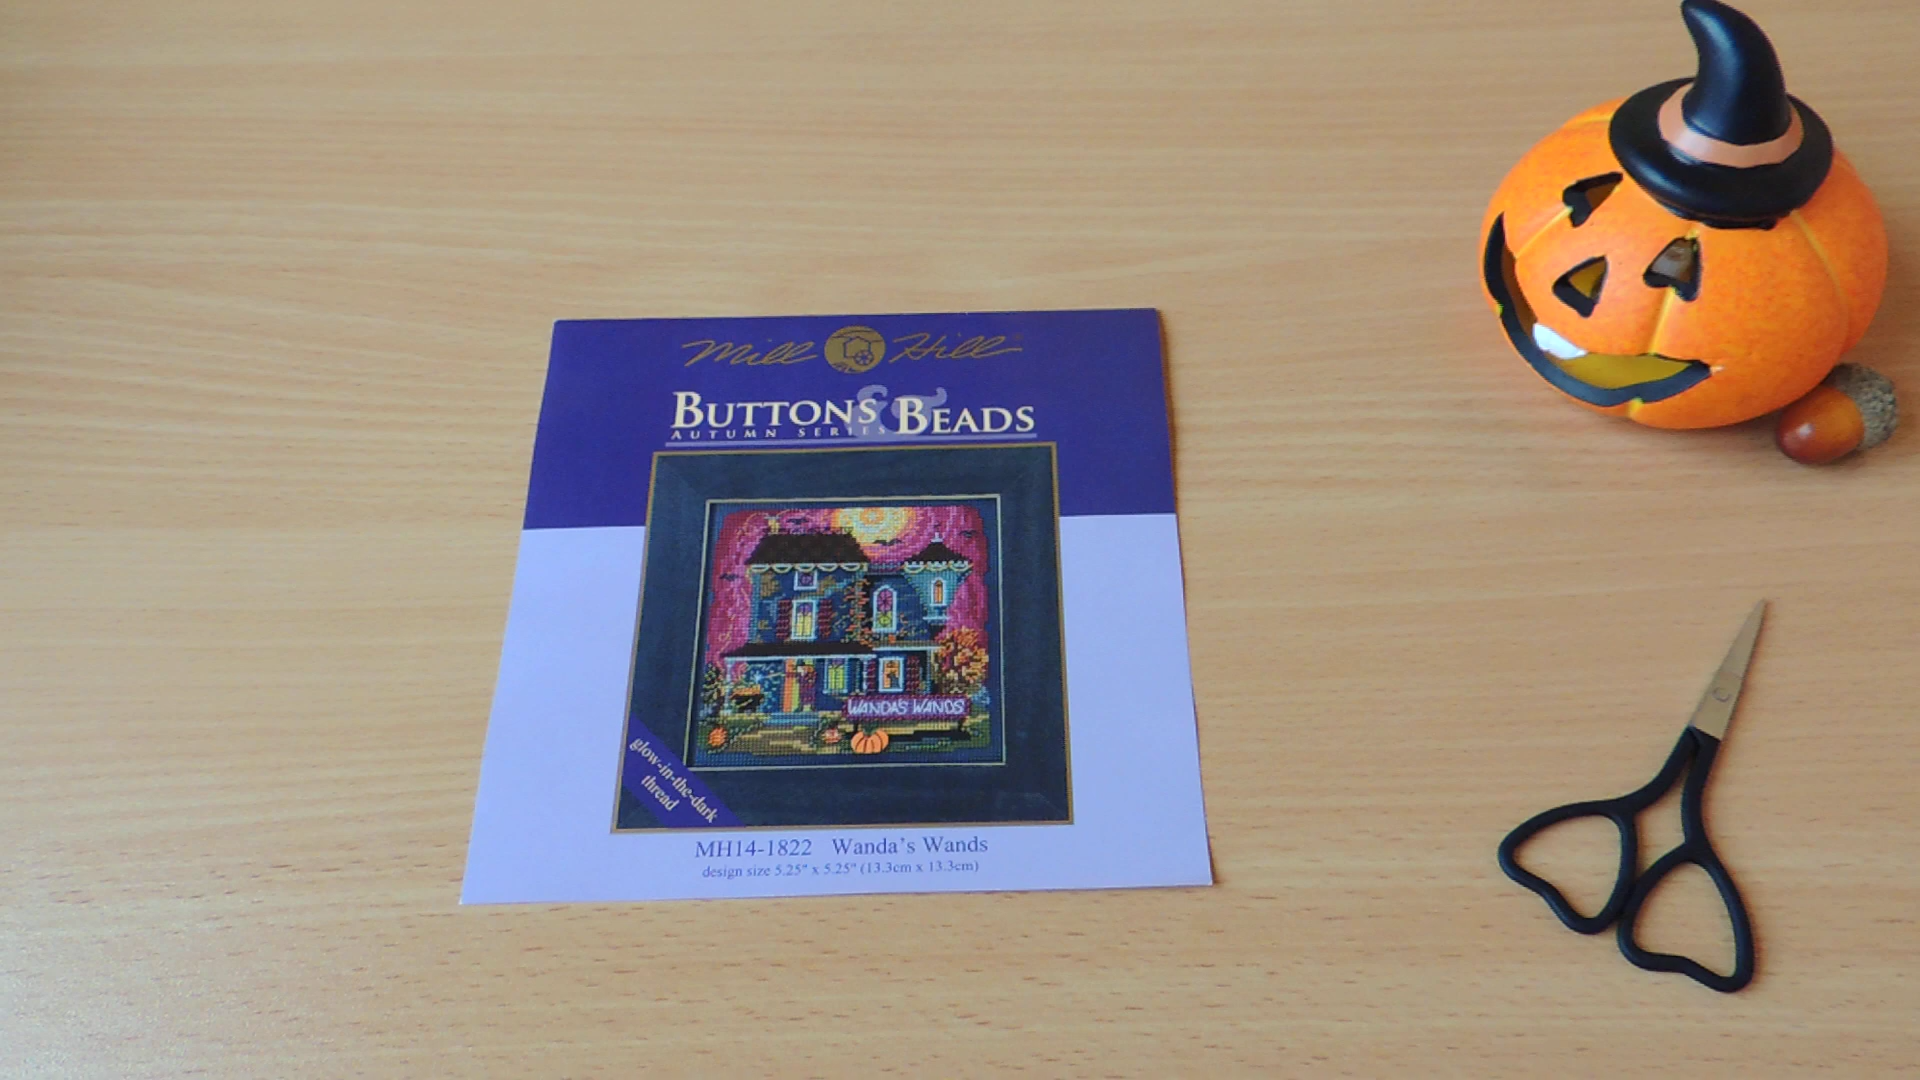 Mill Hill
BUTTONS & BEADS
AUTUMN SERIES
WANDA'S WANDS
glow-in-the-dark
thread
MH14-1822 Wanda's Wands
design size 5.25" x 5.25" (13.3cm x 13.3cm)